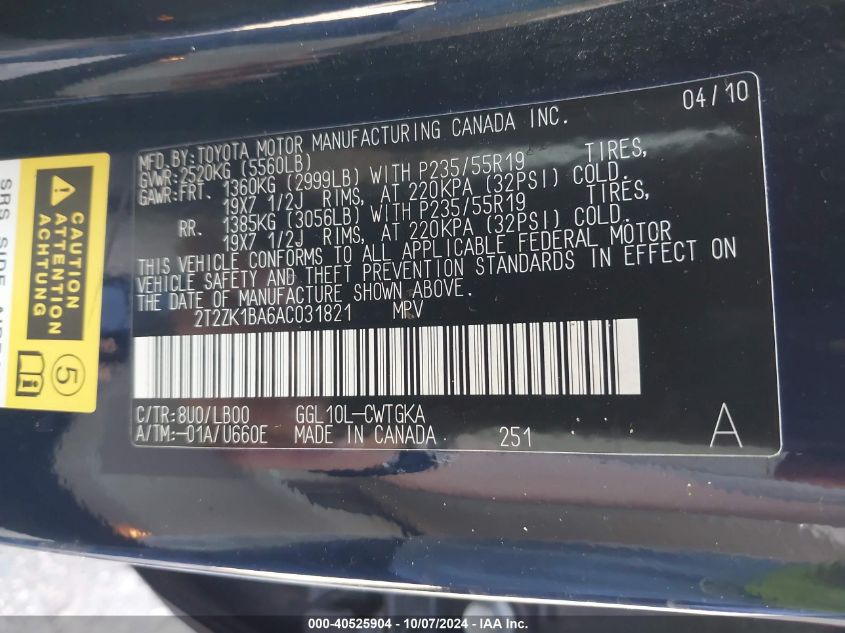 04/10
MFD. BY: TOYOTA MOTOR MANUFACTURING CANADA INC.
GVWR: 2520KG (5560LB)
GAWR: FRT. 1360KG (2999LB) WITH P235/55R19 TIRES,
19X7 1/2J RIMS, AT 220KPA (32PSI) COLD.
RR. 1385KG (3056LB) WITH P235/55R19 TIRES,
19X7 1/2J RIMS, AT 220KPA (32PSI) COLD.
THIS VEHICLE CONFORMS TO ALL APPLICABLE FEDERAL MOTOR
VEHICLE SAFETY AND THEFT PREVENTION STANDARDS IN EFFECT ON
THE DATE OF MANUFACTURE SHOWN ABOVE.
2T2ZK1BA6AC031821 MPV
C/TR: 8U0/LB00 GGL10L-CWTGKA
A/TM: -01A/U660E MADE IN CANADA 251 A
CAUTION
ATTENTION
ACHTUNG
5
SRS SIDE
000-40525904 - 10/07/2024 - IAA Inc.